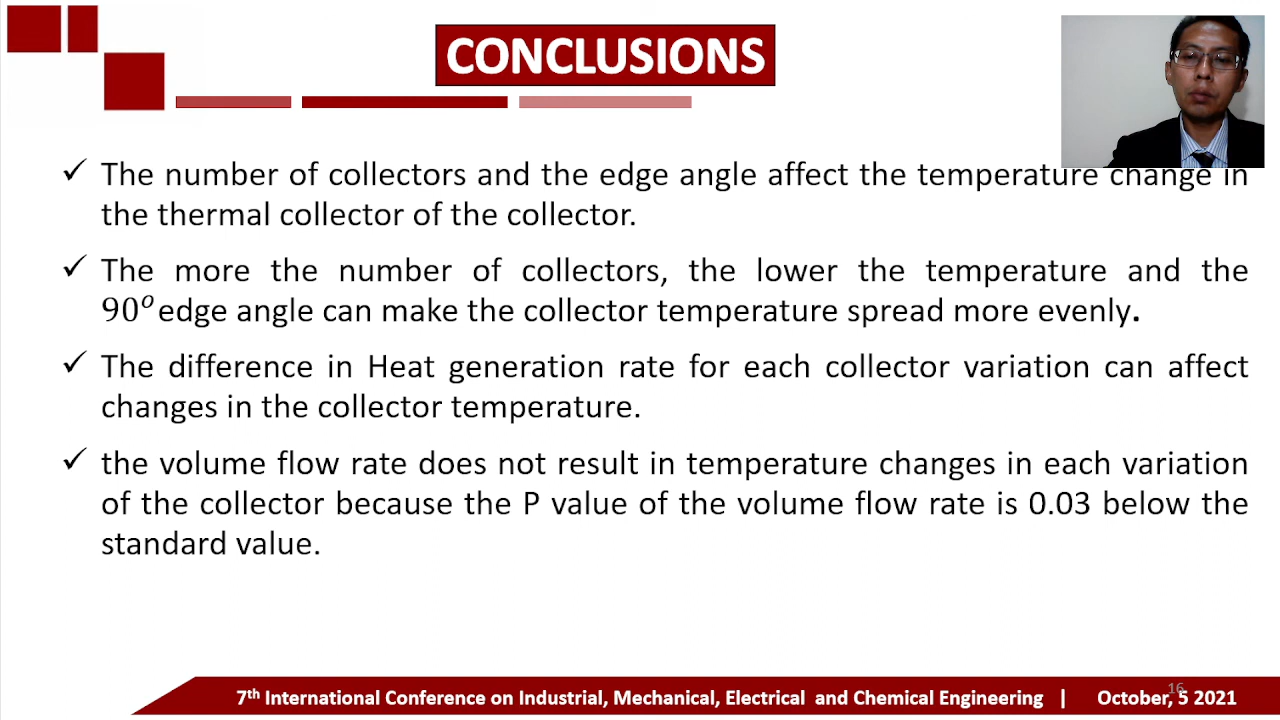 CONCLUSIONS
✓ The number of collectors and the edge angle affect the temperature change in
the thermal collector of the collector.
✓ The more the number of collectors, the lower the temperature and the
90° edge angle can make the collector temperature spread more evenly.
✓ The difference in Heat generation rate for each collector variation can affect
changes in the collector temperature.
✓ the volume flow rate does not result in temperature changes in each variation
of the collector because the P value of the volume flow rate is 0.03 below the
standard value.
7th International Conference on Industrial, Mechanical, Electrical and Chemical Engineering | October, 5 2021
16